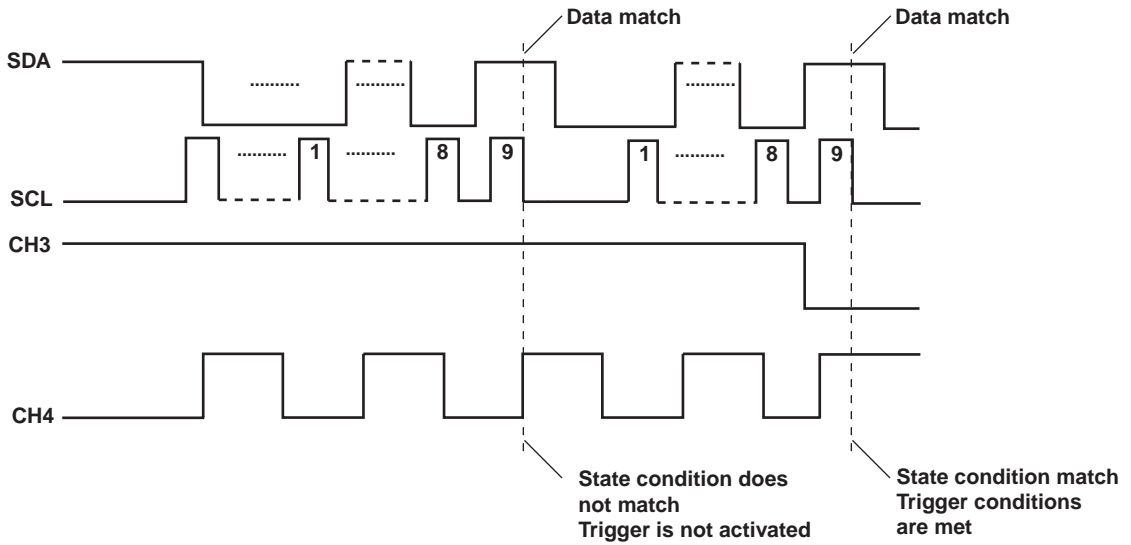 Data match
Data match
SDA
1
8
9
1
8
9
SCL
CH3
CH4
State condition does
not match
Trigger is not activated
State condition match
Trigger conditions
are met